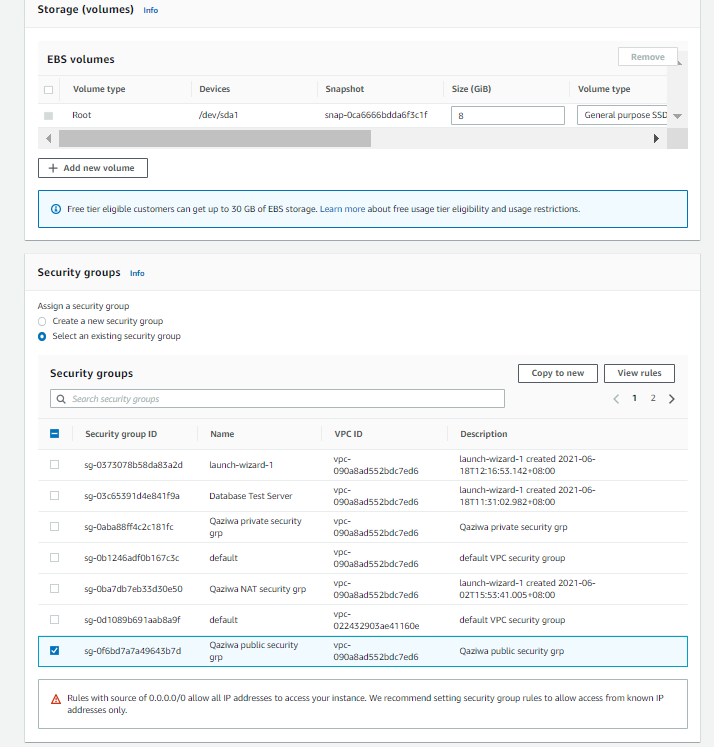 Storage (volumes) Info
EBS volumes
Remove
Volume type Devices Snapshot Size (GiB) Volume type
Root /dev/sda1 snap-0ca6666bdda6f3c1f 8 General purpose SSD
+ Add new volume
Free tier eligible customers can get up to 30 GB of EBS storage. Learn more about free usage tier eligibility and usage restrictions.
Security groups Info
Assign a security group
Create a new security group
Select an existing security group
Security groups
Copy to new View rules
Search security groups
1 2
Security group ID Name VPC ID Description
sg-0373078b58da83a2d launch-wizard-1 vpc-090a8ad552bdc7ed6 launch-wizard-1 created 2021-06-18T12:16:53.142+08:00
sg-03c65391d4e841f9a Database Test Server vpc-090a8ad552bdc7ed6 launch-wizard-1 created 2021-06-18T11:31:02.982+08:00
sg-0aba88ff4c2c181fc Qaziwa private security grp vpc-090a8ad552bdc7ed6 Qaziwa private security grp
sg-0b1246adf0b167c3c default vpc-090a8ad552bdc7ed6 default VPC security group
sg-0ba7db7eb33d30e50 Qaziwa NAT security grp vpc-090a8ad552bdc7ed6 launch-wizard-1 created 2021-06-02T15:53:41.005+08:00
sg-0d1089b691aab8a9f default vpc-022432903ae41160e default VPC security group
sg-0f6bd7a7a49643b7d Qaziwa public security grp vpc-090a8ad552bdc7ed6 Qaziwa public security grp
Rules with source of 0.0.0.0/0 allow all IP addresses to access your instance. We recommend setting security group rules to allow access from known IP
addresses only.